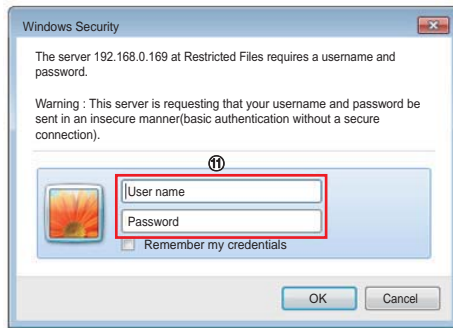 Windows Security
The server 192.168.0.169 at Restricted Files requires a username and
password.
Warning : This server is requesting that your username and password be
sent in an insecure manner(basic authentication without a secure
connection).
⑪
User name
Password
Remember my credentials
OK Cancel